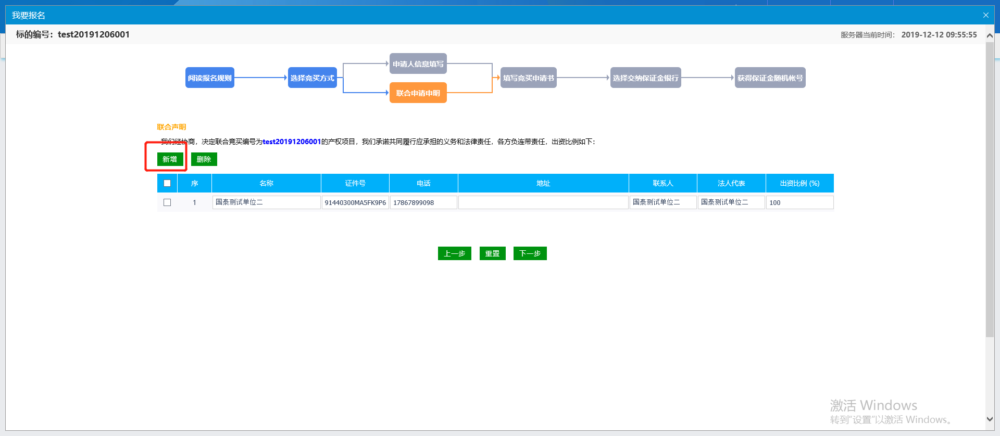 我要报名
标的编号：test20191206001
服务器当前时间： 2019-12-12 09:55:55
申请人信息填写
阅读报名规则 选择竞买方式 填写竞买申请书 选择交纳保证金银行 获得保证金随机帐号
联合申请申明
联合声明
我们经协商，决定联合竞买编号为test20191206001的产权项目，我们承诺共同履行应承担的义务和法律责任，各方负连带责任，出资比例如下：
新增 删除
序 名称 证件号 电话 地址 联系人 法人代表 出资比例 (%)
1 国泰测试单位二 91440300MA5FK9P6 17867899098 国泰测试单位二 国泰测试单位二 100
上一步 重置 下一步
激活 Windows
转到“设置”以激活 Windows。